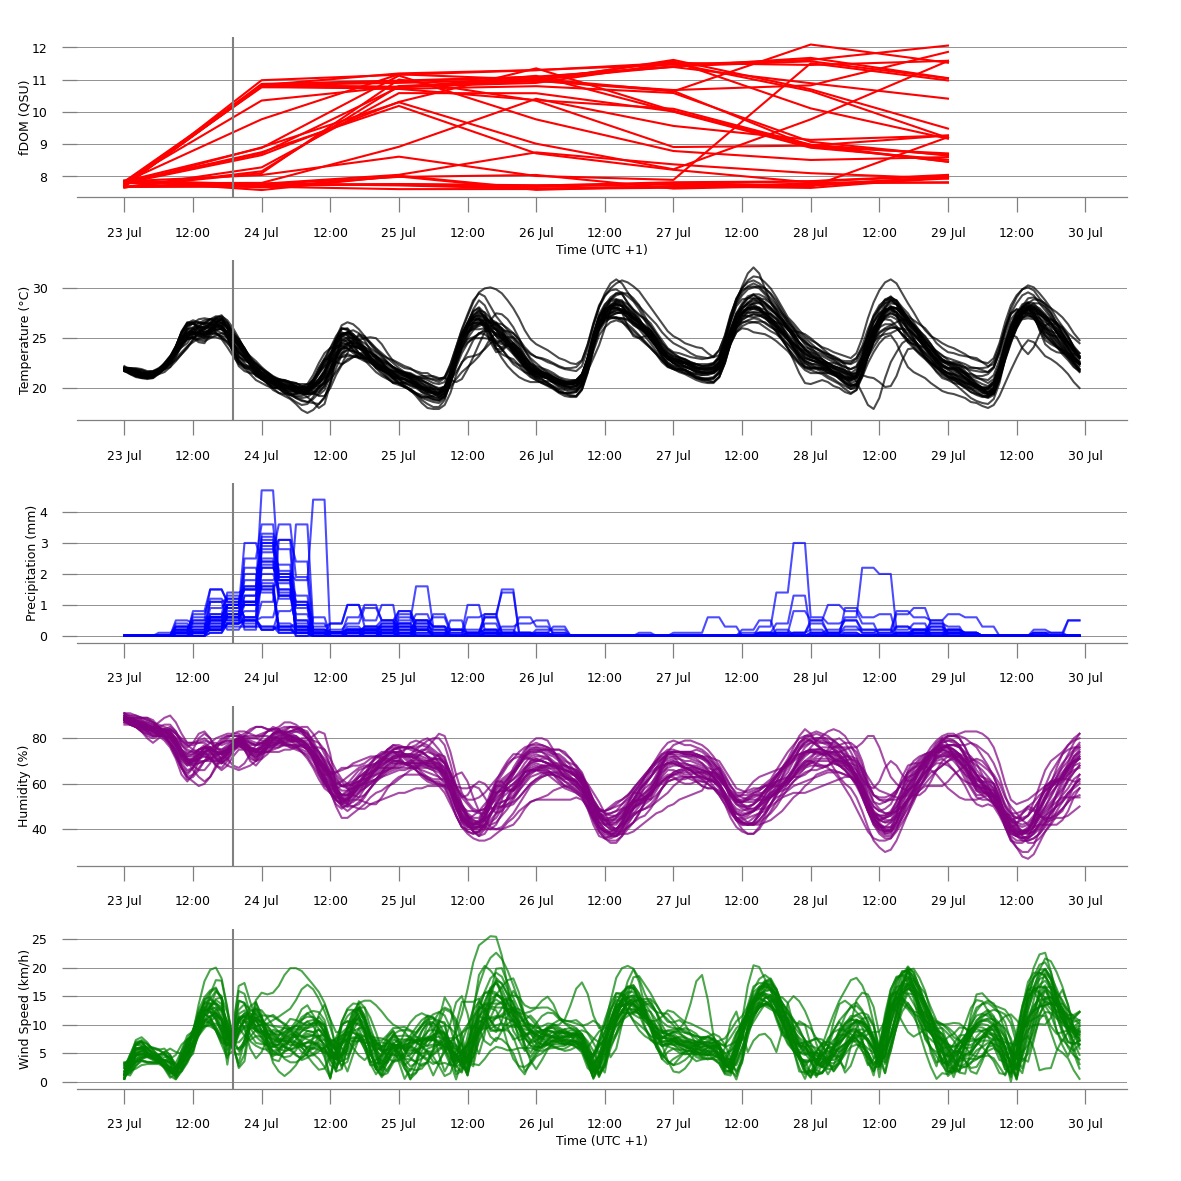 12
11
10
9
8
fDOM (QSU)
23 Jul 12:00 24 Jul 12:00 25 Jul 12:00 26 Jul 12:00 27 Jul 12:00 28 Jul 12:00 29 Jul 12:00 30 Jul
Time (UTC +1)
30
25
20
Temperature (°C)
23 Jul 12:00 24 Jul 12:00 25 Jul 12:00 26 Jul 12:00 27 Jul 12:00 28 Jul 12:00 29 Jul 12:00 30 Jul
4
3
2
1
0
Precipitation (mm)
23 Jul 12:00 24 Jul 12:00 25 Jul 12:00 26 Jul 12:00 27 Jul 12:00 28 Jul 12:00 29 Jul 12:00 30 Jul
80
60
40
Humidity (%)
23 Jul 12:00 24 Jul 12:00 25 Jul 12:00 26 Jul 12:00 27 Jul 12:00 28 Jul 12:00 29 Jul 12:00 30 Jul
25
20
15
10
5
0
Wind Speed (km/h)
23 Jul 12:00 24 Jul 12:00 25 Jul 12:00 26 Jul 12:00 27 Jul 12:00 28 Jul 12:00 29 Jul 12:00 30 Jul
Time (UTC +1)